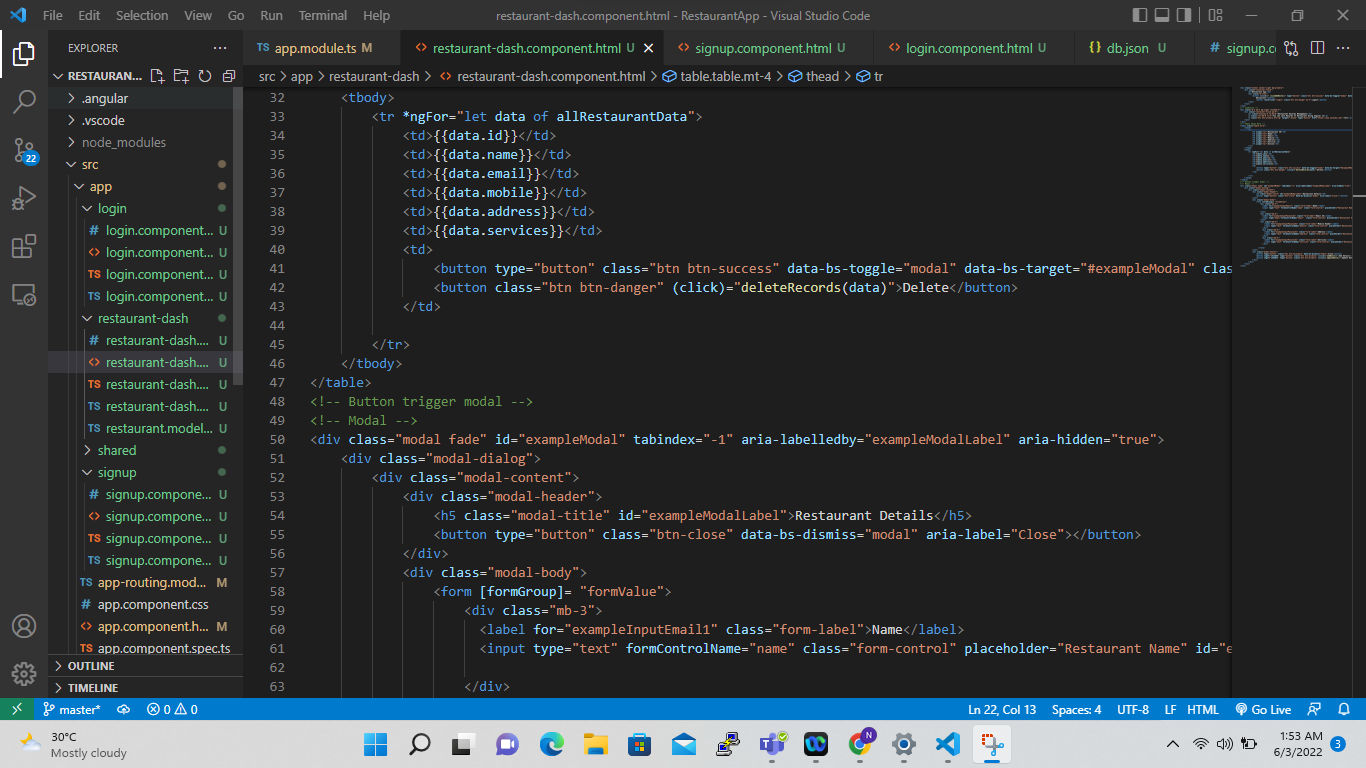 File Edit Selection View Go Run Terminal Help restaurant-dash.component.html - RestaurantApp - Visual Studio Code
EXPLORER
TS app.module.ts M
<> restaurant-dash.component.html U
<> signup.component.html U
<> login.component.html U
{} db.json U
# signup.co
RESTAURAN...
src > app > restaurant-dash > <> restaurant-dash.component.html > table.table.mt-4 > thead > tr
.angular
.vscode
node_modules
src
app
login
# login.component... U
<> login.component... U
TS login.component... U
TS login.component... U
restaurant-dash
# restaurant-dash.... U
<> restaurant-dash.... U
TS restaurant-dash.... U
TS restaurant-dash.... U
TS restaurant.model... U
shared
signup
# signup.compone... U
<> signup.compone... U
TS signup.compone... U
TS signup.compone... U
TS app-routing.mod... M
# app.component.css
<> app.component.h... M
TS app.component.spec.ts
OUTLINE
TIMELINE
22
32 <tbody>
33 <tr *ngFor="let data of allRestaurantData">
34 <td>{{data.id}}</td>
35 <td>{{data.name}}</td>
36 <td>{{data.email}}</td>
37 <td>{{data.mobile}}</td>
38 <td>{{data.address}}</td>
39 <td>{{data.services}}</td>
40 <td>
41 <button type="button" class="btn btn-success" data-bs-toggle="modal" data-bs-target="#exampleModal" clas
42 <button class="btn btn-danger" (click)="deleteRecords(data)">Delete</button>
43 </td>
44
45 </tr>
46 </tbody>
47 </table>
48 <!-- Button trigger modal -->
49 <!-- Modal -->
50 <div class="modal fade" id="exampleModal" tabindex="-1" aria-labelledby="exampleModalLabel" aria-hidden="true">
51 <div class="modal-dialog">
52 <div class="modal-content">
53 <div class="modal-header">
54 <h5 class="modal-title" id="exampleModalLabel">Restaurant Details</h5>
55 <button type="button" class="btn-close" data-bs-dismiss="modal" aria-label="Close"></button>
56 </div>
57 <div class="modal-body">
58 <form [formGroup]= "formValue">
59 <div class="mb-3">
60 <label for="exampleInputEmail1" class="form-label">Name</label>
61 <input type="text" formControlName="name" class="form-control" placeholder="Restaurant Name" id="e
62
63 </div>
master* 0 0 Ln 22, Col 13 Spaces: 4 UTF-8 LF HTML Go Live
30°C
Mostly cloudy
N
1:53 AM
6/3/2022
3